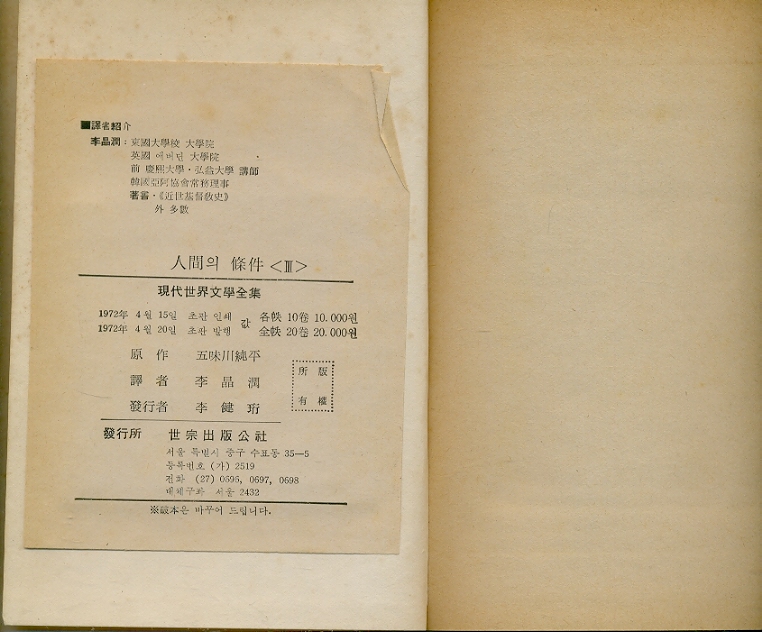 ■譯者紹介
李晶潤: 東國大學校 大學院
英國 에버딘 大學院
前 慶熙大學·弘益大學 講師
韓國亞阿協會常務理事
著書·《近世基督敎史》
外 多數
人間의 條件 <Ⅲ>
現代世界文學全集
1972年 4월 15일 초판 인쇄
1972年 4월 20일 초판 발행
값
各帙 10卷 10.000원
全帙 20卷 20.000원
原作 五味川純平
譯者 李晶潤
發行者 李健珩
所 版
有 權
發行所 世宗出版公社
서울 특별시 중구 수표동 35—5
등록번호 (가) 2519
전화 (27) 0696, 0697, 0698
대체구좌 서울 2432
※破本은 바꾸어 드립니다.